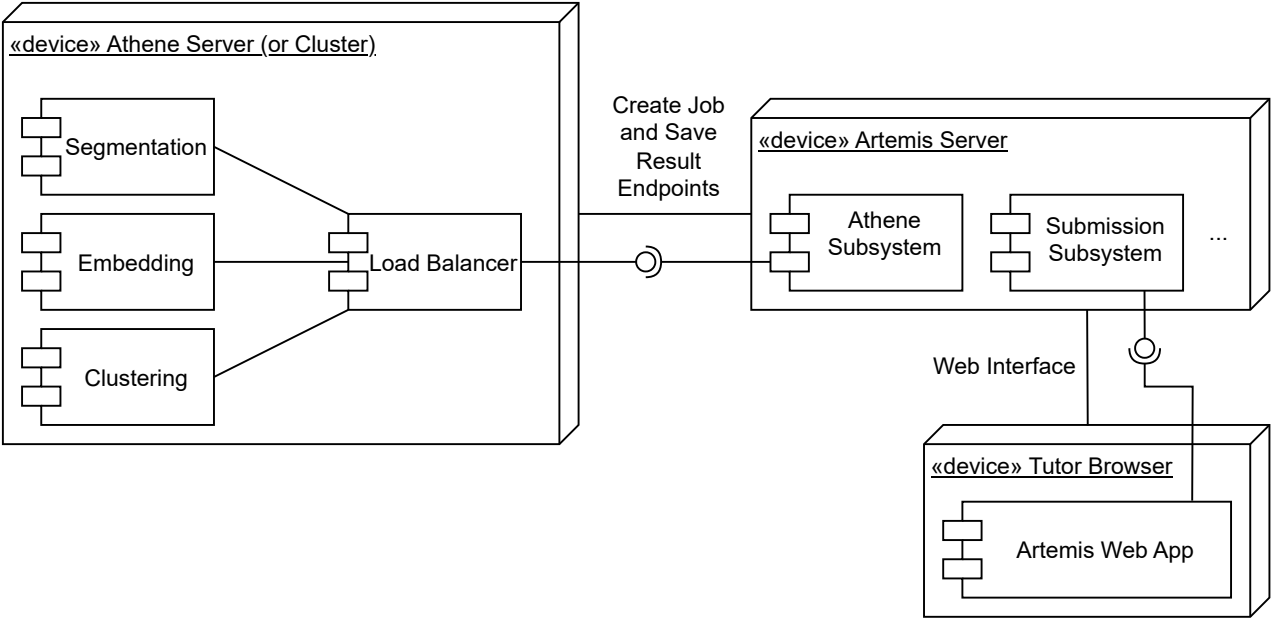 «device» Athene Server (or Cluster)
Segmentation
Embedding
Clustering
Load Balancer
Create Job
and Save
Result
Endpoints
«device» Artemis Server
Athene
Subsystem
Submission
Subsystem
...
Web Interface
«device» Tutor Browser
Artemis Web App